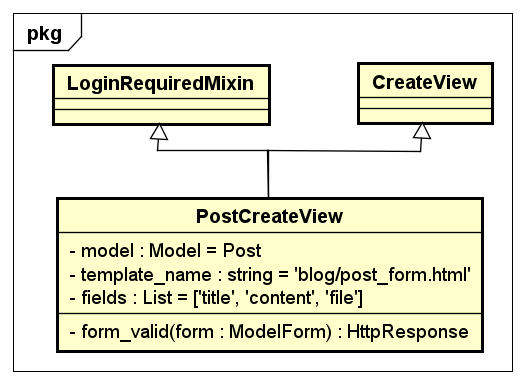 pkg
LoginRequiredMixin
CreateView
PostCreateView
- model : Model = Post
- template_name : string = 'blog/post_form.html'
- fields : List = ['title', 'content', 'file']
- form_valid(form : ModelForm) : HttpResponse